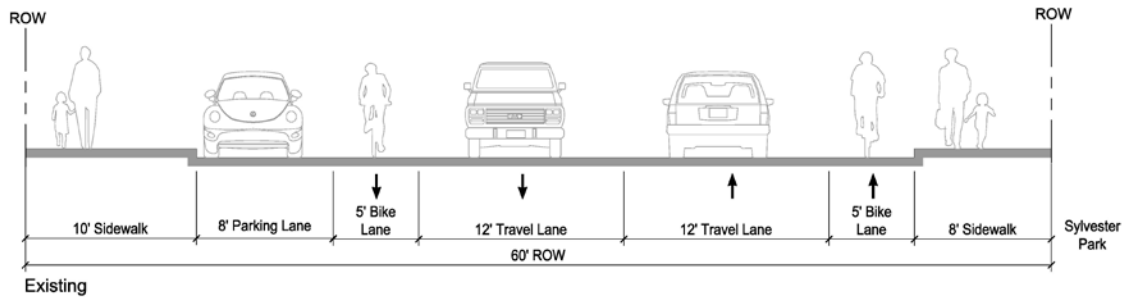 ROW
ROW
10' Sidewalk
8' Parking Lane
5' Bike
Lane
12' Travel Lane
12' Travel Lane
5' Bike
Lane
8' Sidewalk
Sylvester
Park
60' ROW
Existing